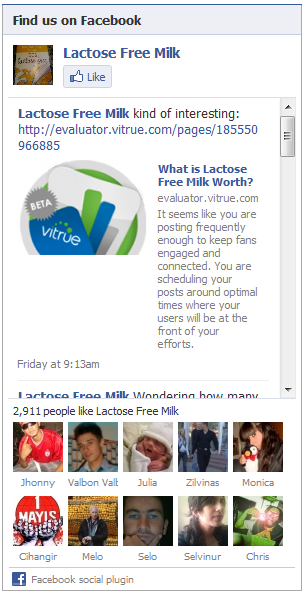 Find us on Facebook
Lactose Free Milk
Like
Lactose Free Milk kind of interesting:
http://evaluator.vitrue.com/pages/185550
966885
BETA
vitrue
What is Lactose
Free Milk Worth?
evaluator.vitrue.com
It seems like you are
posting frequently
enough to keep fans
engaged and
connected. You are
scheduling your
posts around optimal
times where your
users will be at the
front of your
efforts.
Friday at 9:13am
Lactose Free Milk Wondering how many
2,911 people like Lactose Free Milk
Jhonny Valbon Valb Julia Zilvinas Monica
1
MAYIS
Cihangir Melo Selo Selvinur Chris
Facebook social plugin